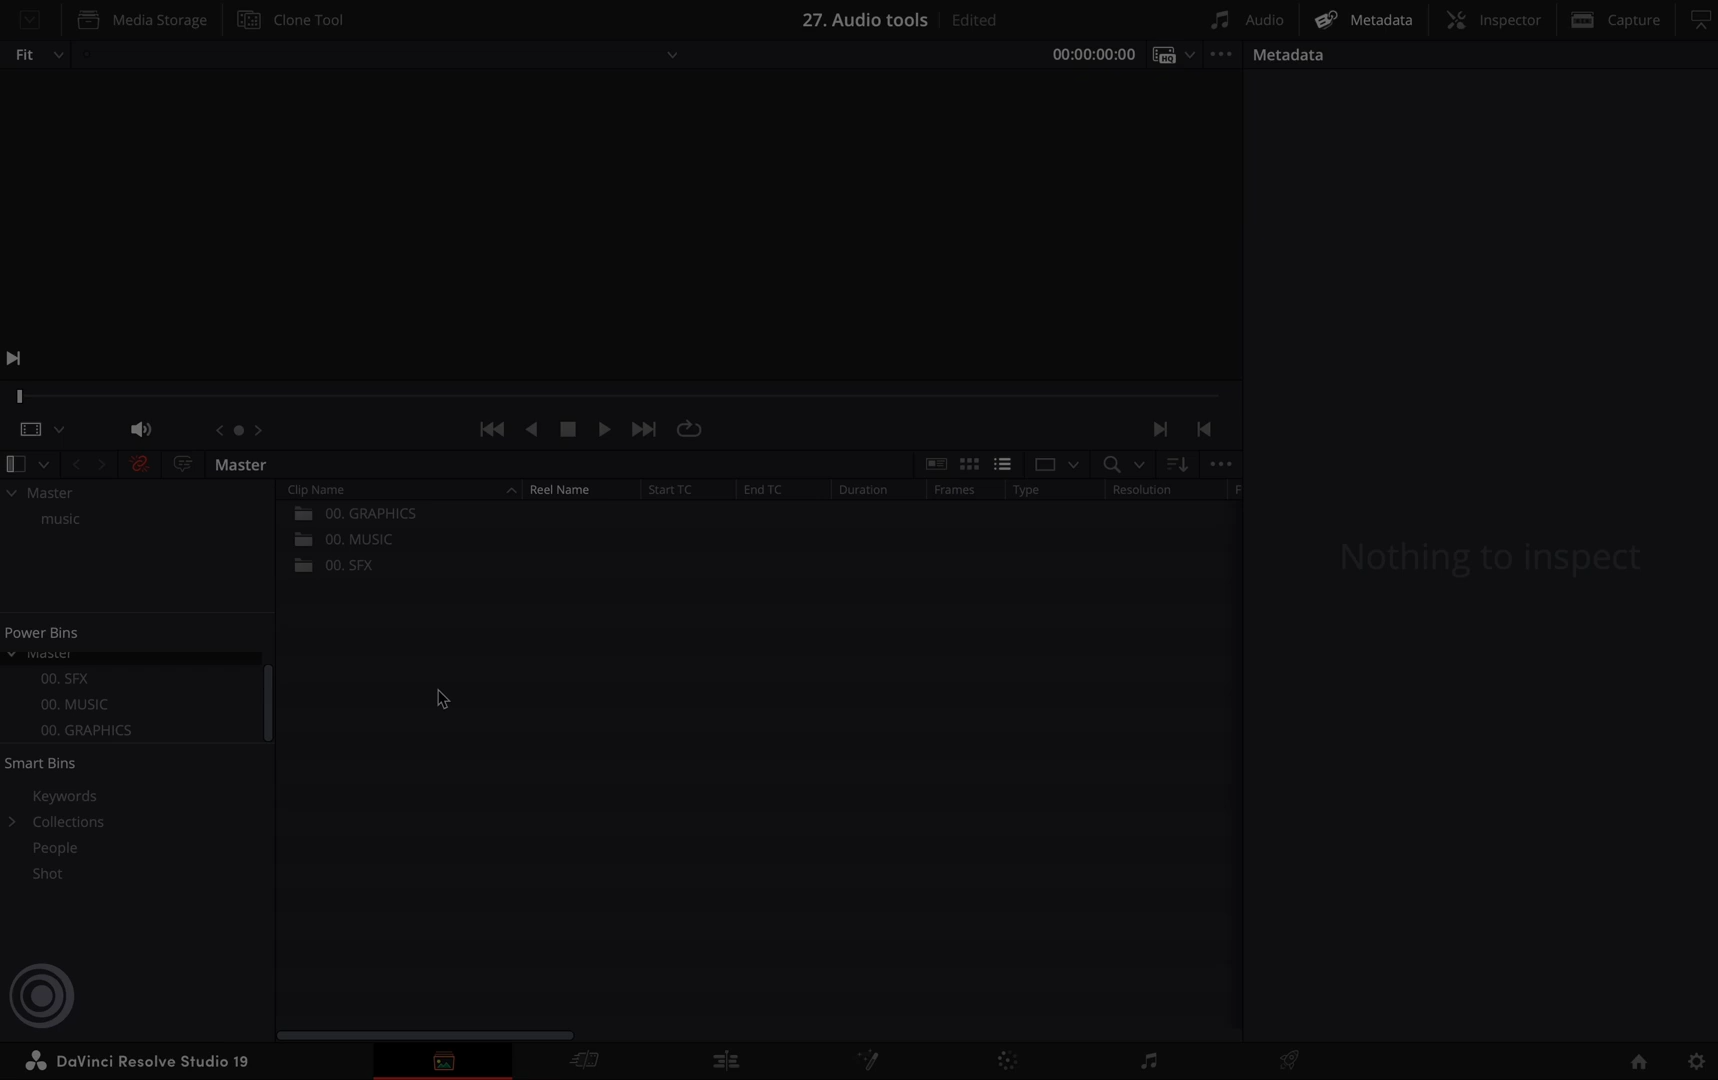 Media Storage
Clone Tool
27. Audio tools
Edited
Audio
Metadata
Inspector
Capture
Fit
00:00:00:00
HQ
Metadata
Master
Master
music
Clip Name
Reel Name
Start TC
End TC
Duration
Frames
Type
Resolution
F
00. GRAPHICS
00. MUSIC
00. SFX
Nothing to inspect
Power Bins
Master
00. SFX
00. MUSIC
00. GRAPHICS
Smart Bins
Keywords
Collections
People
Shot
DaVinci Resolve Studio 19